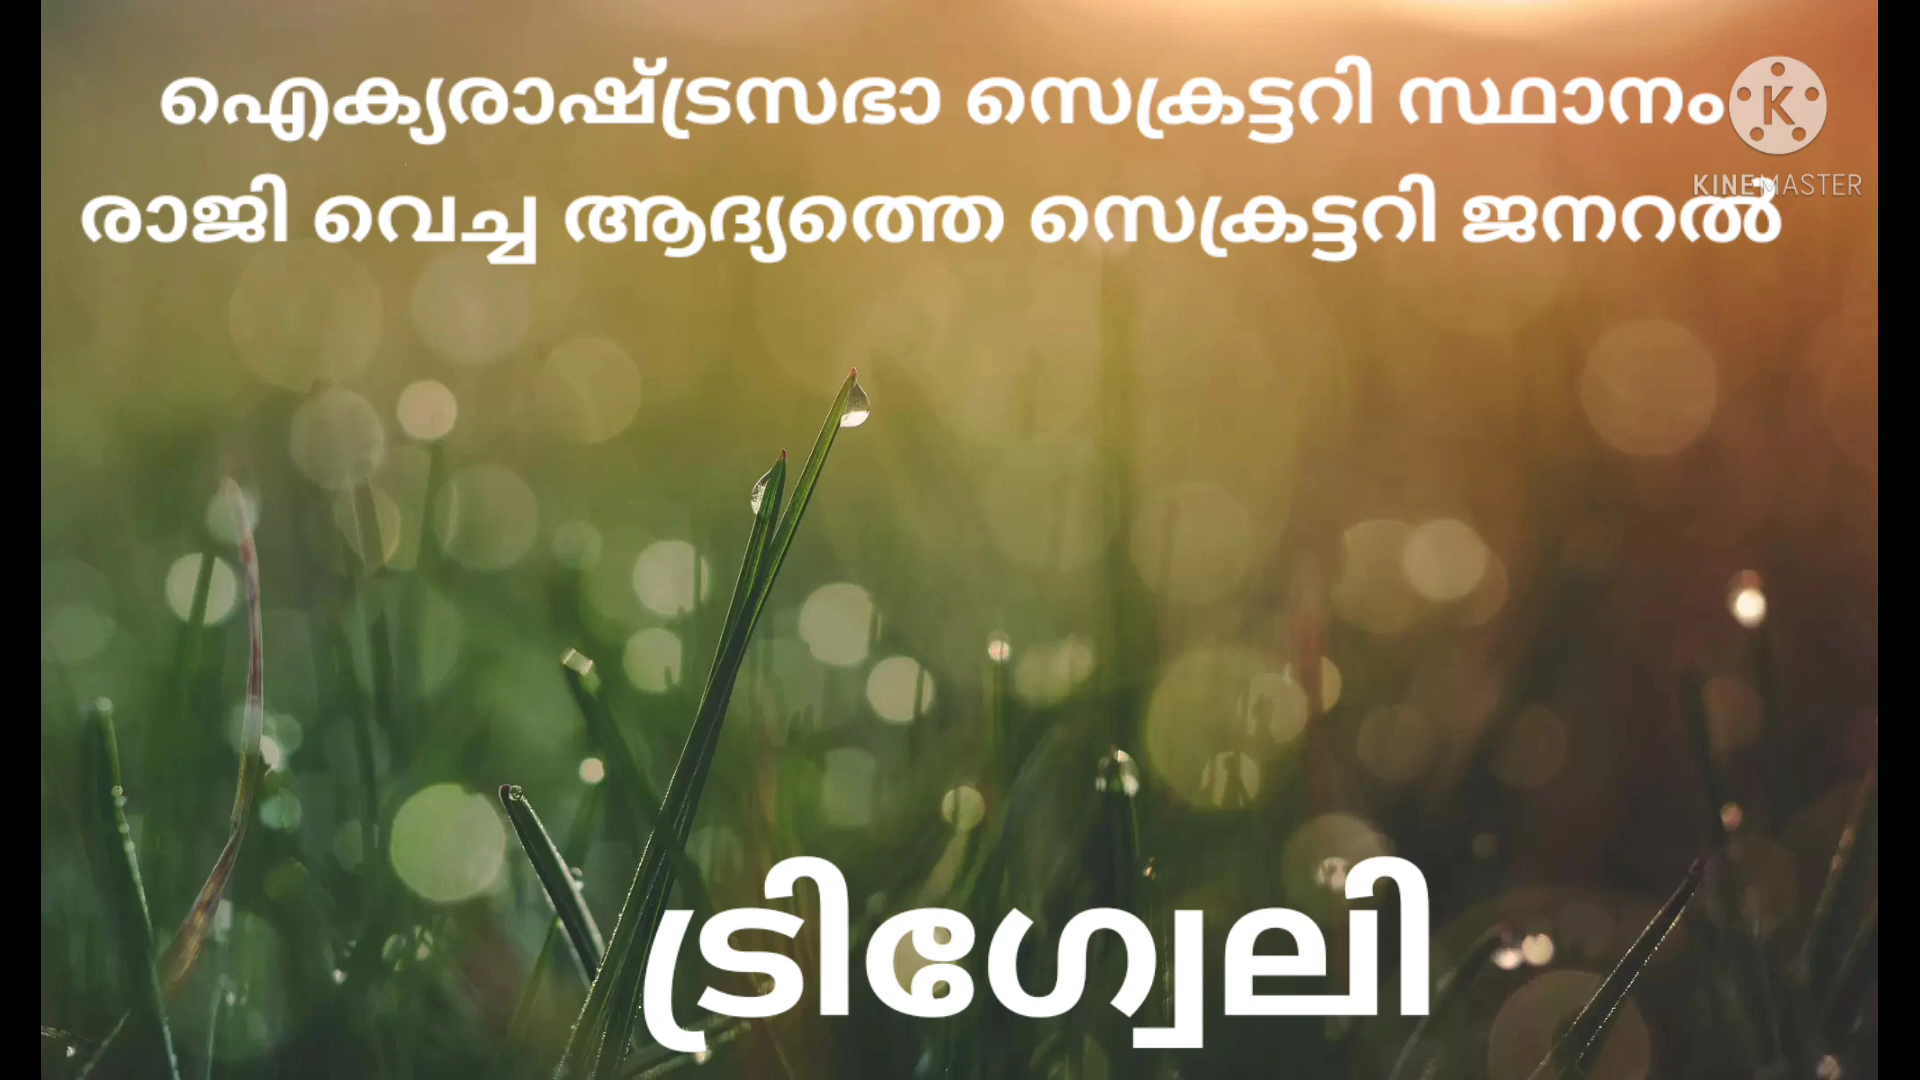 ഐക്യരാഷ്ട്രസഭാ സെക്രട്ടറി സ്ഥാനം
രാജി വെച്ച ആദ്യത്തെ സെക്രട്ടറി ജനറൽ
K
KINEMASTER
ട്രിഗ്വേലി